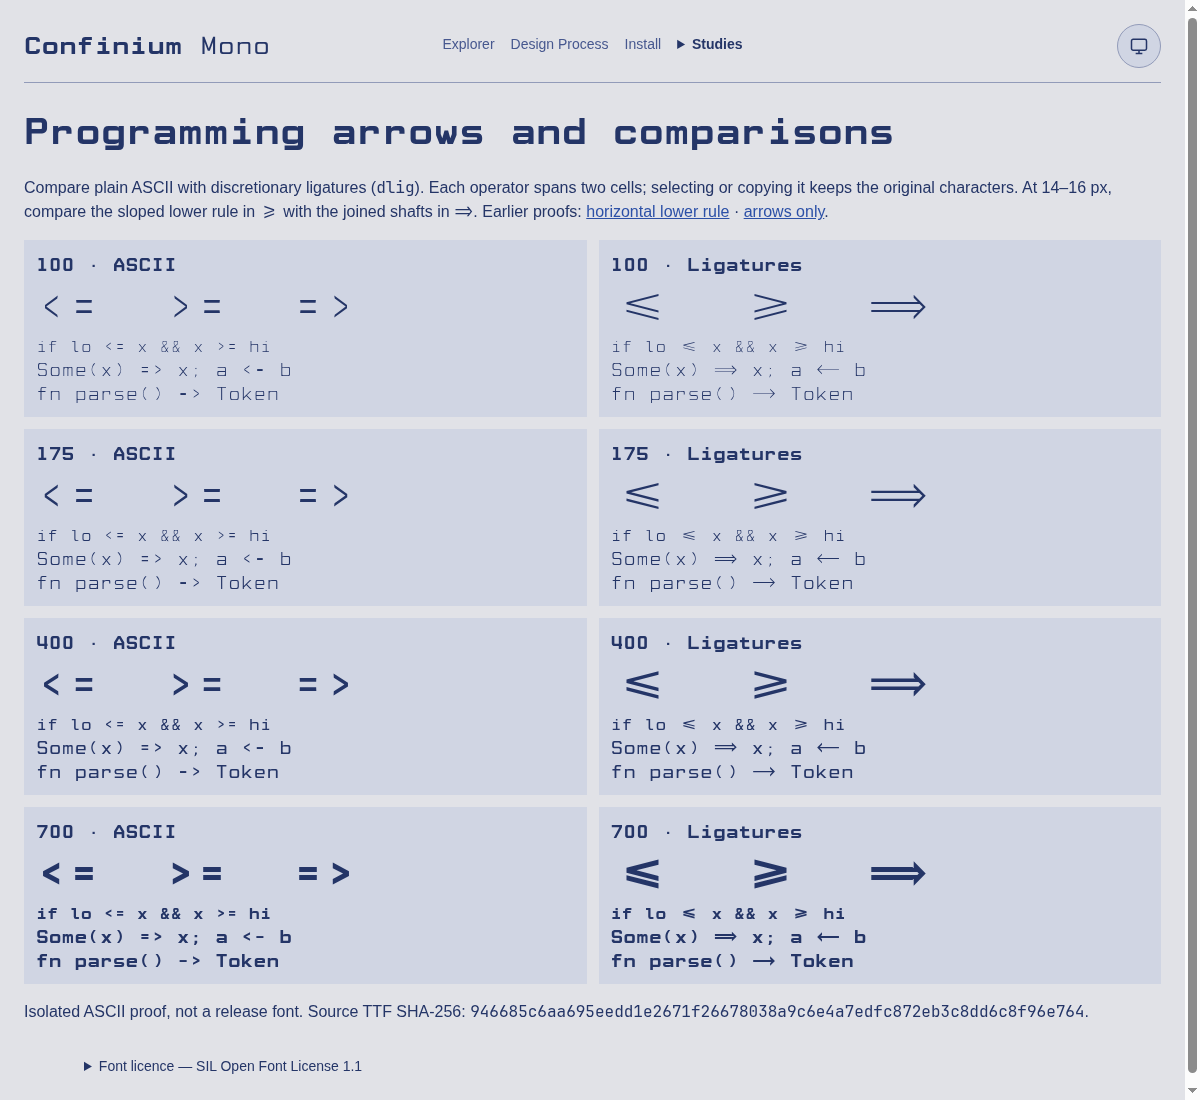 Confinium Mono
Explorer Design Process Install ▶ Studies
Programming arrows and comparisons
Compare plain ASCII with discretionary ligatures (dlig). Each operator spans two cells; selecting or copying it keeps the original characters. At 14–16 px,
compare the sloped lower rule in ⩾ with the joined shafts in ⟹. Earlier proofs: horizontal lower rule · arrows only.
100 · ASCII
<= >= =>
if lo <= x && x >= hi
Some(x) => x; a <- b
fn parse() -> Token
100 · Ligatures
⩽ ⩾ ⟹
if lo ⩽ x && x ⩾ hi
Some(x) ⟹ x; a ⟵ b
fn parse() ⟶ Token
175 · ASCII
<= >= =>
if lo <= x && x >= hi
Some(x) => x; a <- b
fn parse() -> Token
175 · Ligatures
⩽ ⩾ ⟹
if lo ⩽ x && x ⩾ hi
Some(x) ⟹ x; a ⟵ b
fn parse() ⟶ Token
400 · ASCII
<= >= =>
if lo <= x && x >= hi
Some(x) => x; a <- b
fn parse() -> Token
400 · Ligatures
⩽ ⩾ ⟹
if lo ⩽ x && x ⩾ hi
Some(x) ⟹ x; a ⟵ b
fn parse() ⟶ Token
700 · ASCII
<= >= =>
if lo <= x && x >= hi
Some(x) => x; a <- b
fn parse() -> Token
700 · Ligatures
⩽ ⩾ ⟹
if lo ⩽ x && x ⩾ hi
Some(x) ⟹ x; a ⟵ b
fn parse() ⟶ Token
Isolated ASCII proof, not a release font. Source TTF SHA-256: 946685c6aa695eedd1e2671f26678038a9c6e4a7edfc872eb3c8dd6c8f96e764.
▶ Font licence — SIL Open Font License 1.1